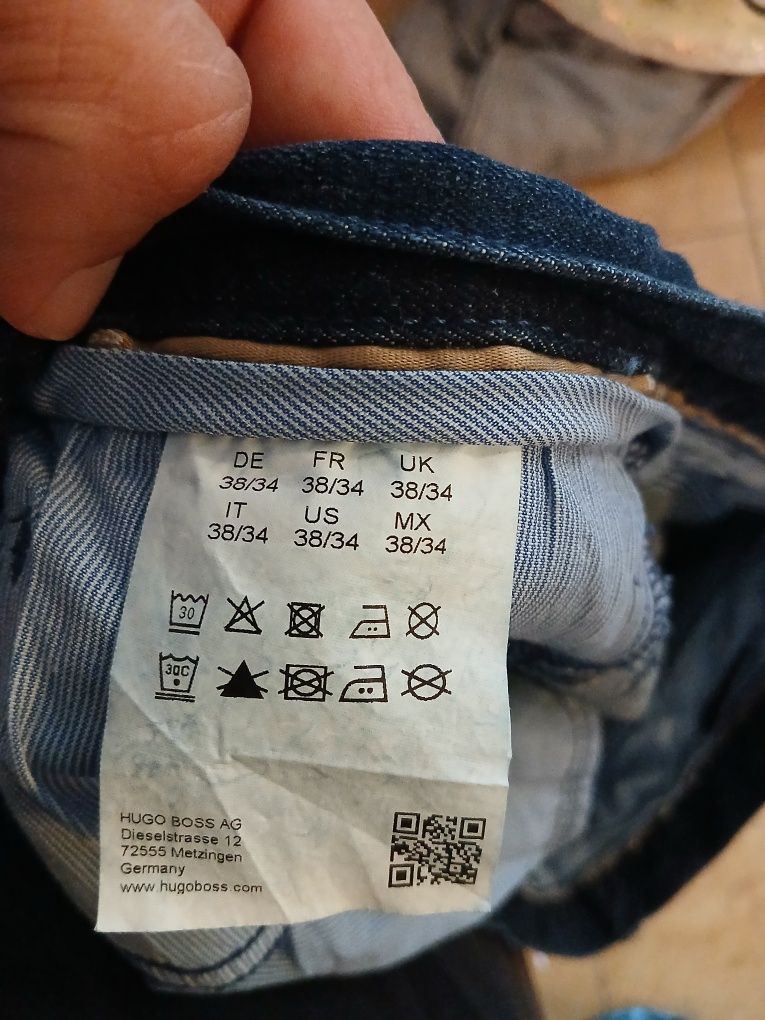 DE FR UK
38/34 38/34 38/34
IT US MX
38/34 38/34 38/34
30
30C
HUGO BOSS AG
Dieselstrasse 12
72555 Metzingen
Germany
www.hugoboss.com